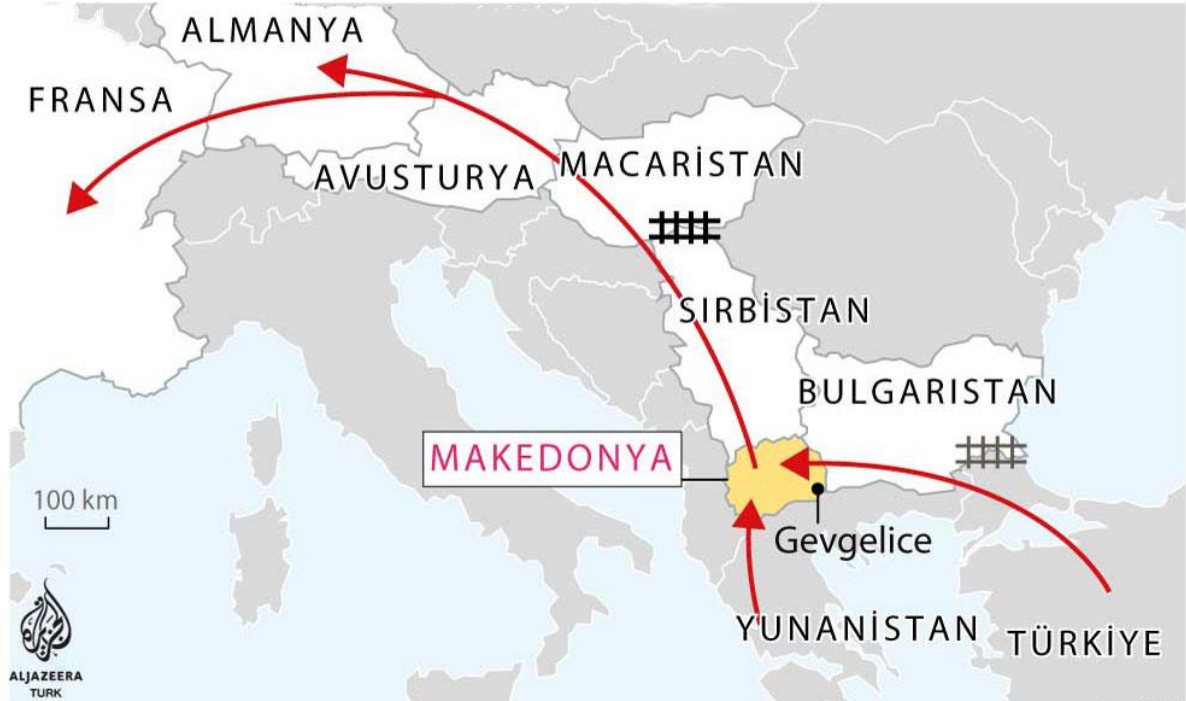 ALMANYA
FRANSA
AVUSTURYA
MACARİSTAN
SIRBİSTAN
BULGARISTAN
MAKEDONYA
100 km
Gevgelice
YUNANİSTAN
TÜRKİYE
ALJAZEERA
TURK